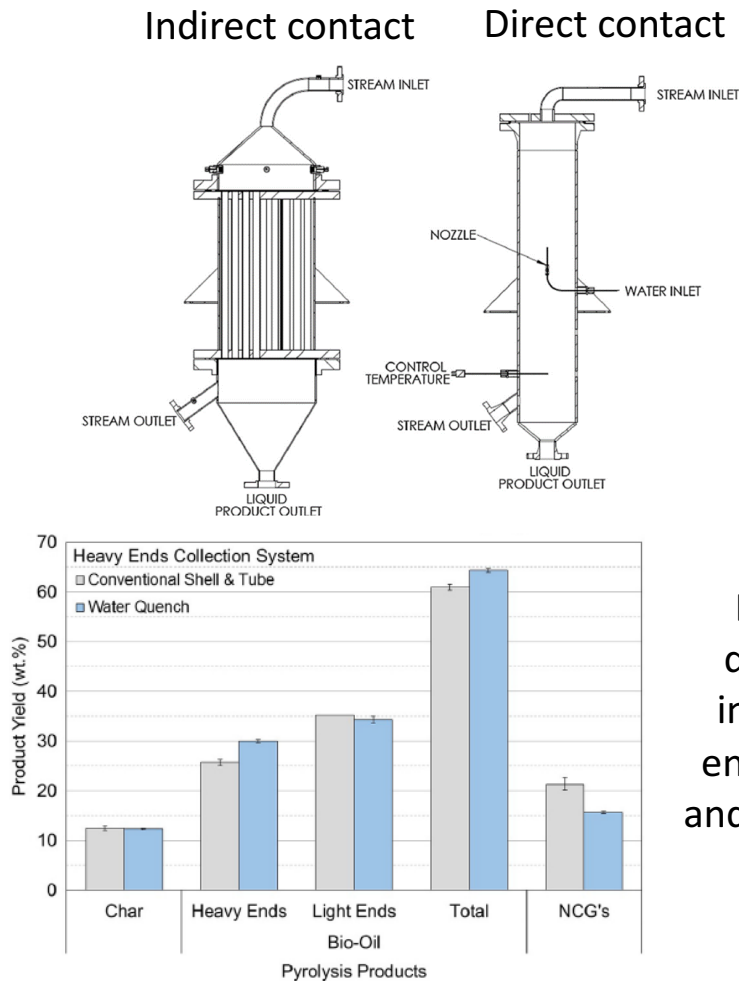 Indirect contact
Direct contact
STREAM INLET
STREAM OUTLET
LIQUID
PRODUCT OUTLET
STREAM INLET
NOZZLE
WATER INLET
CONTROL
TEMPERATURE
STREAM OUTLET
LIQUID
PRODUCT OUTLET
Heavy Ends Collection System
Conventional Shell & Tube
Water Quench
Product Yield (wt.%)
70
60
50
40
30
20
10
0
Char
Heavy Ends
Light Ends
Total
NCG's
Bio-Oil
Pyrolysis Products